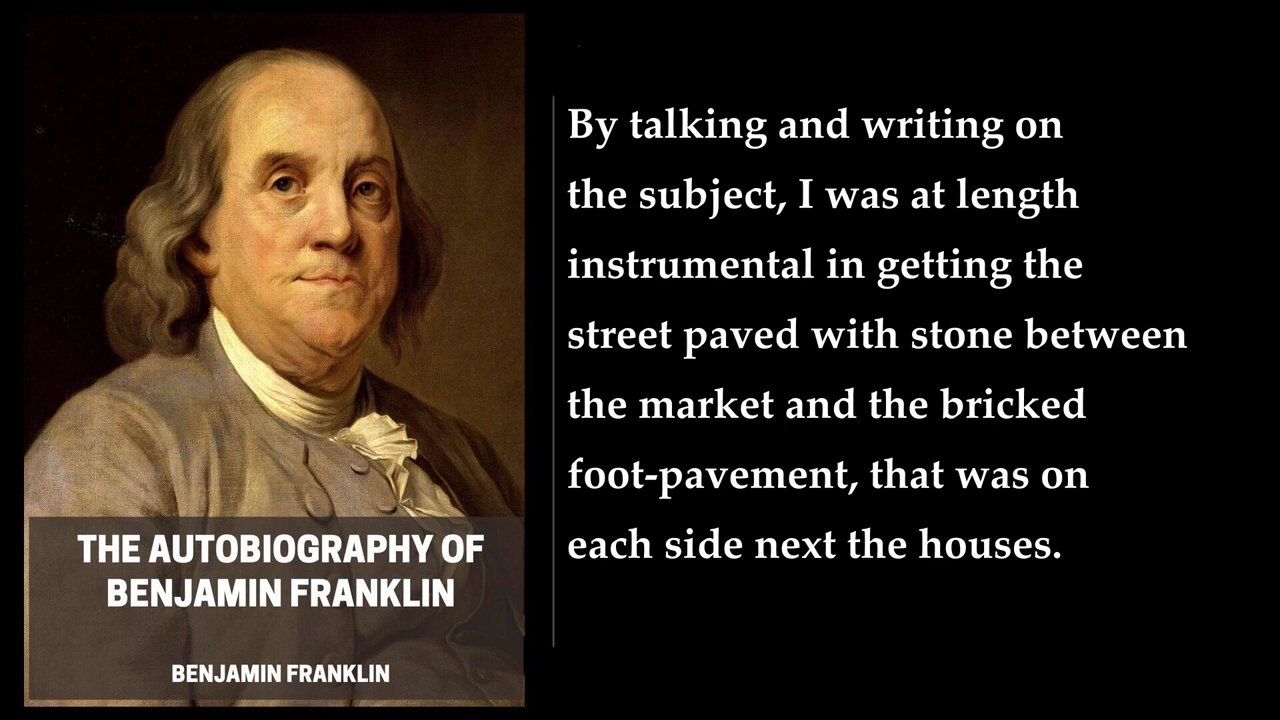 THE AUTOBIOGRAPHY OF
BENJAMIN FRANKLIN
BENJAMIN FRANKLIN
By talking and writing on
the subject, I was at length
instrumental in getting the
street paved with stone between
the market and the bricked
foot-pavement, that was on
each side next the houses.